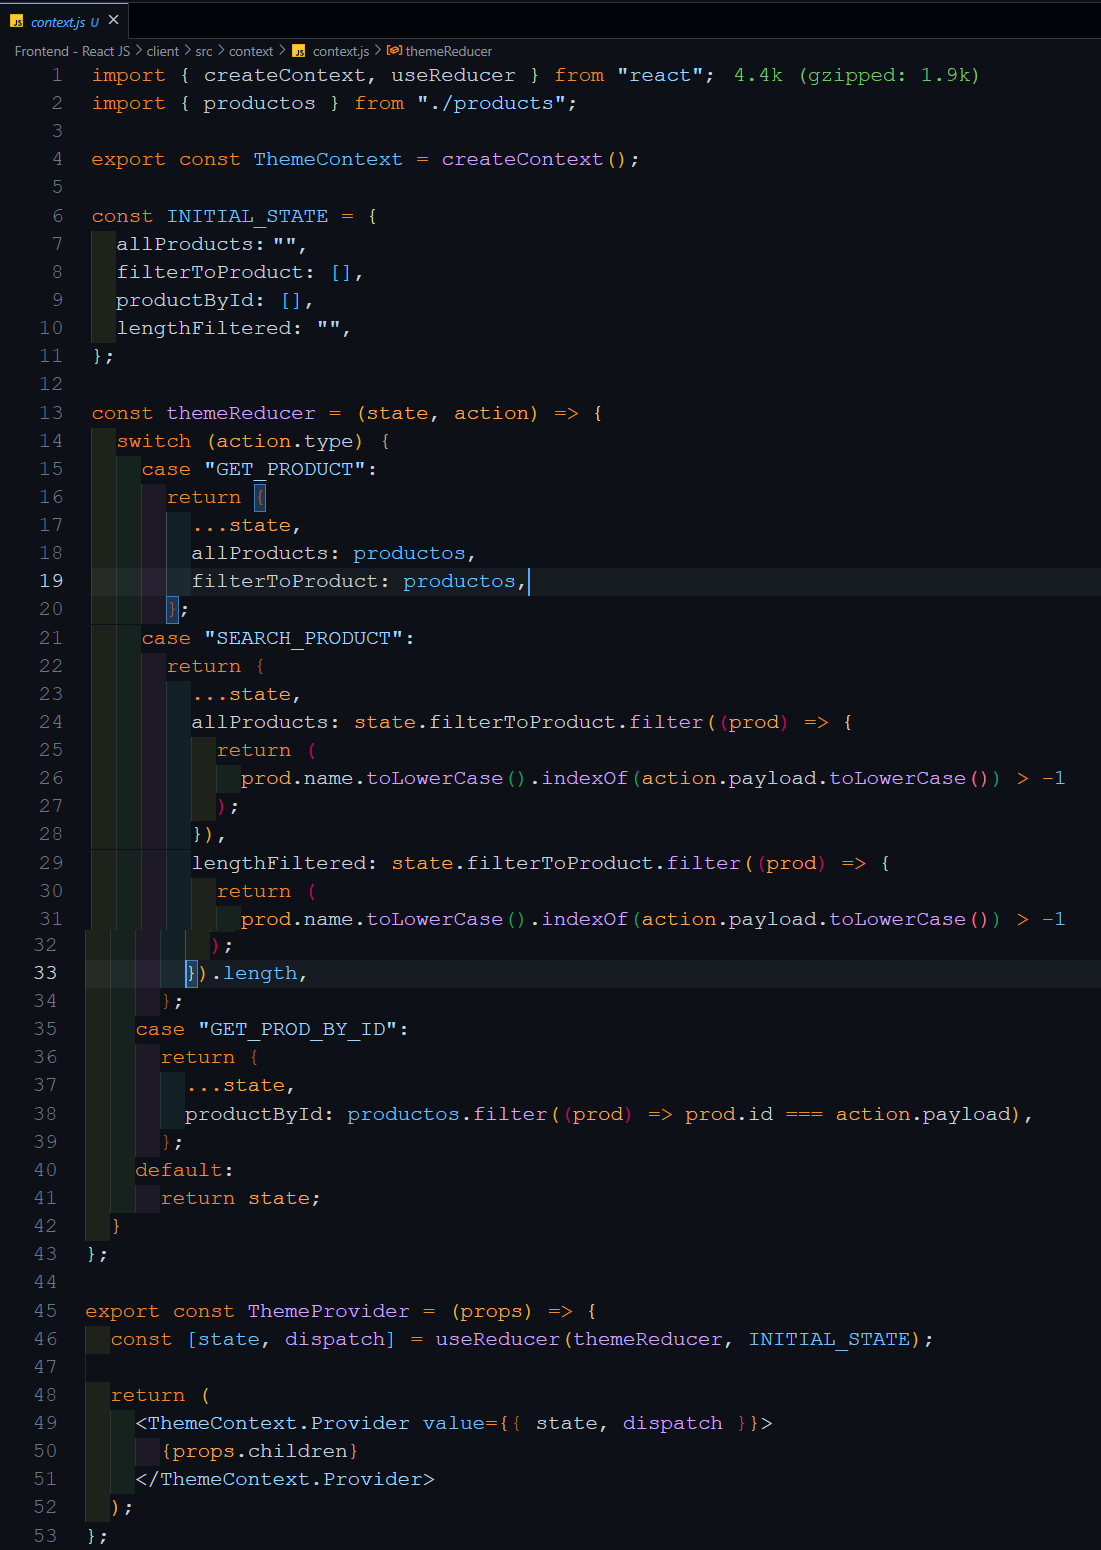 JS context.js U ×
Frontend - React JS > client > src > context > JS context.js > themeReducer
1 import { createContext, useReducer } from "react"; 4.4k (gzipped: 1.9k)
2 import { productos } from "./products";
3
4 export const ThemeContext = createContext();
5
6 const INITIAL_STATE = {
7   allProducts: "",
8   filterToProduct: [],
9   productById: [],
10   lengthFiltered: "",
11 };
12
13 const themeReducer = (state, action) => {
14   switch (action.type) {
15     case "GET_PRODUCT":
16       return {
17         ...state,
18         allProducts: productos,
19         filterToProduct: productos,
20       };
21     case "SEARCH_PRODUCT":
22       return {
23         ...state,
24         allProducts: state.filterToProduct.filter((prod) => {
25           return (
26             prod.name.toLowerCase().indexOf(action.payload.toLowerCase()) > -1
27           );
28         }),
29         lengthFiltered: state.filterToProduct.filter((prod) => {
30           return (
31             prod.name.toLowerCase().indexOf(action.payload.toLowerCase()) > -1
32           );
33         }).length,
34       };
35     case "GET_PROD_BY_ID":
36       return {
37         ...state,
38         productById: productos.filter((prod) => prod.id === action.payload),
39       };
40     default:
41       return state;
42   }
43 };
44
45 export const ThemeProvider = (props) => {
46   const [state, dispatch] = useReducer(themeReducer, INITIAL_STATE);
47
48   return (
49     <ThemeContext.Provider value={{ state, dispatch }}>
50       {props.children}
51     </ThemeContext.Provider>
52   );
53 };